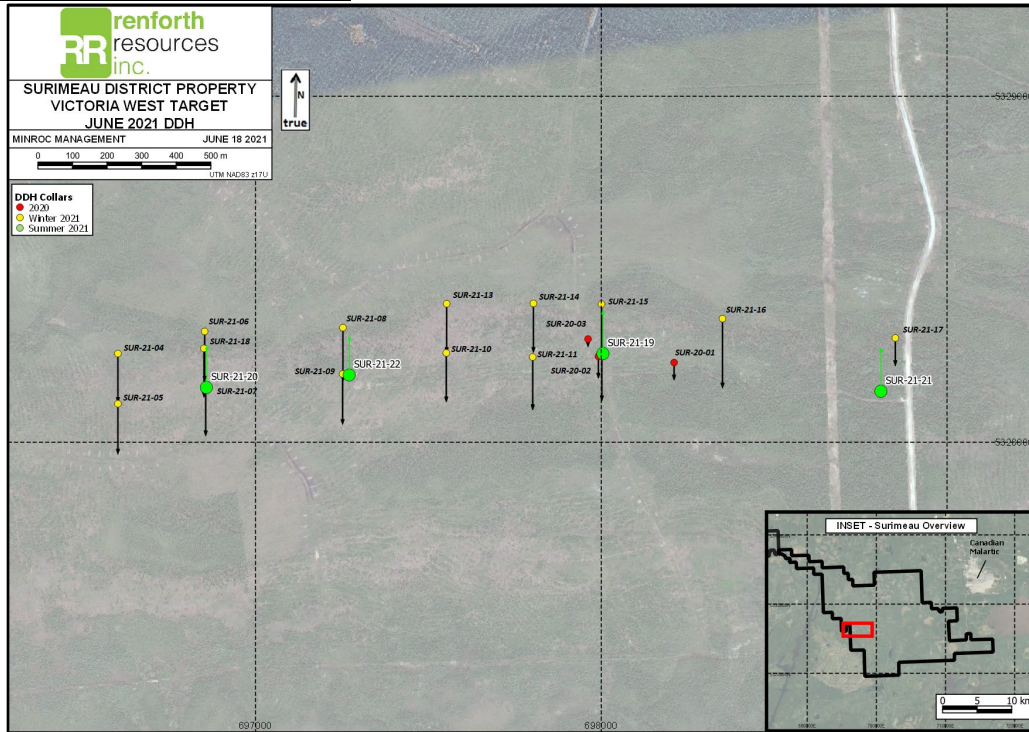 RR
renforth
resources
inc.
SURIMEAU DISTRICT PROPERTY
VICTORIA WEST TARGET
JUNE 2021 DDH
MINROC MANAGEMENT JUNE 18 2021
0 100 200 300 400 500 m
UTM NAD83 z17U
N
true
DDH Collars
2020
Winter 2021
Summer 2021
5329000
SUR-21-13
SUR-21-14
SUR-21-15
SUR-21-16
SUR-21-06
SUR-21-08
SUR-20-03
SUR-21-17
SUR-21-18
SUR-21-04
SUR-21-10
SUR-21-11
SUR-21-19
SUR-20-01
SUR-21-22
SUR-20-02
SUR-21-20
SUR-21-09
SUR-21-21
SUR-21-07
SUR-21-05
5328000
697000
698000
INSET - Surimeau Overview
Canadian
Malartic
0 5 10 km